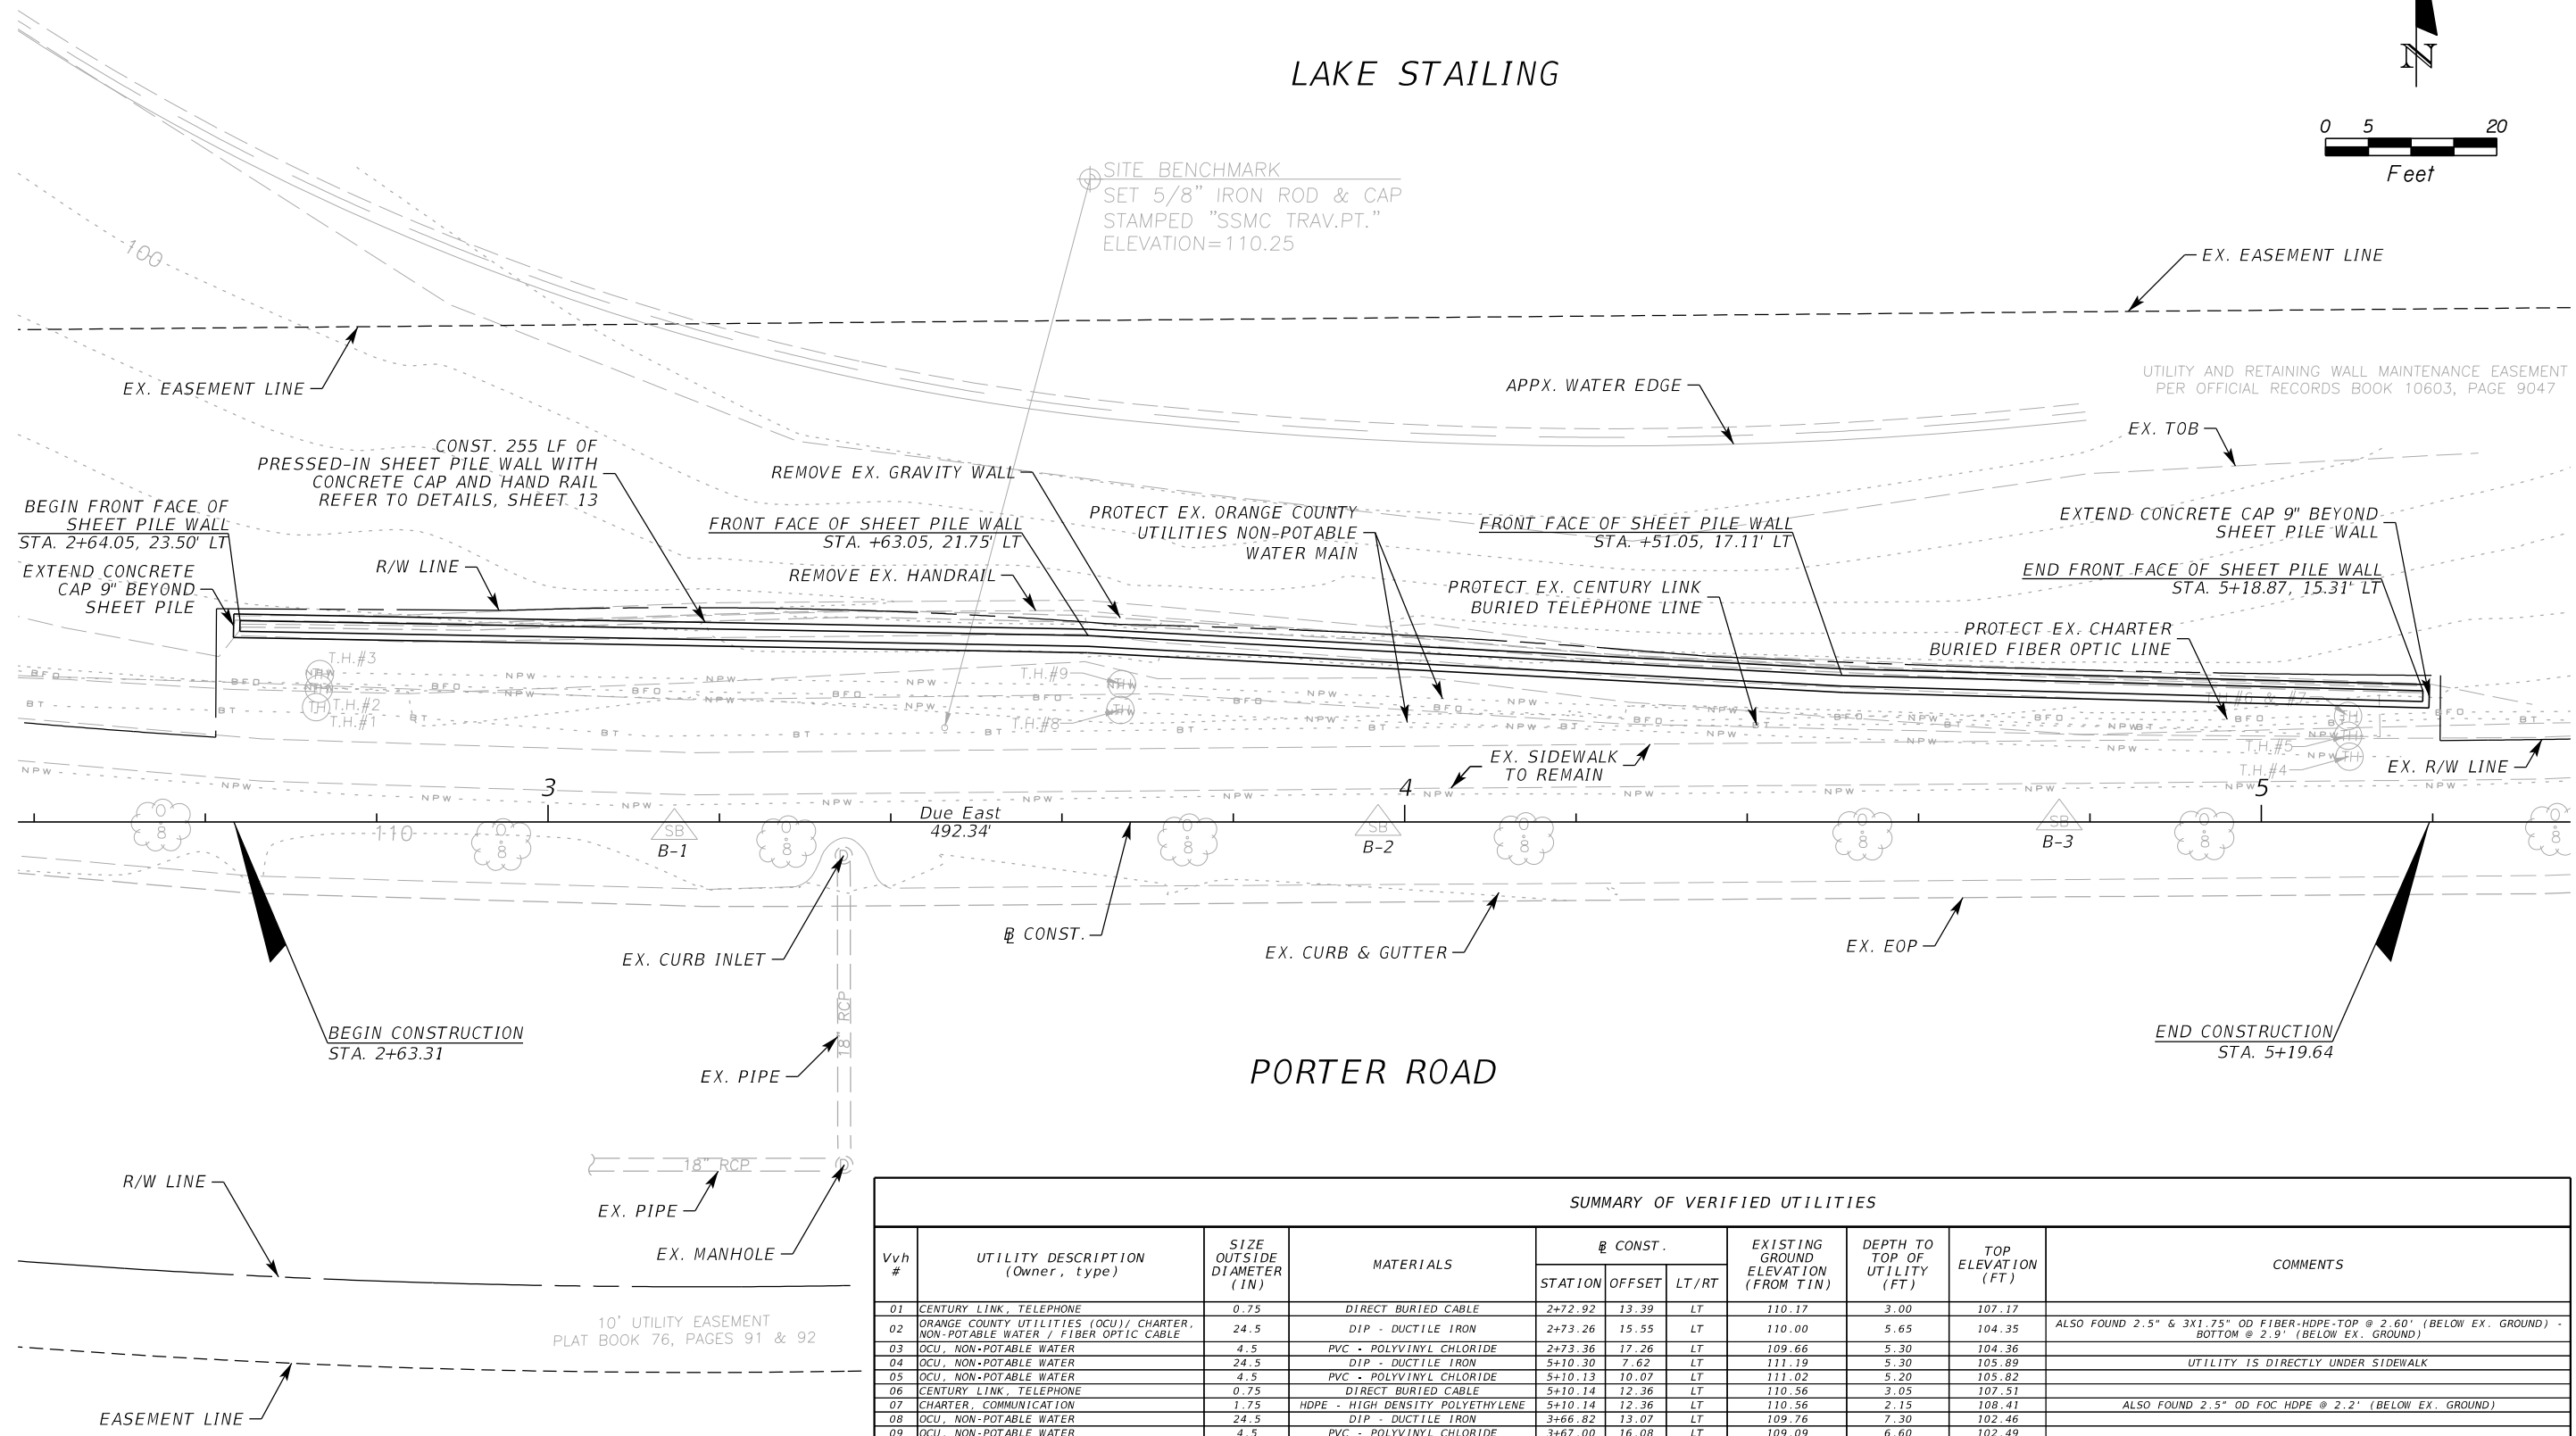 LAKE STAILING
N
0 5 20
Feet
SITE BENCHMARK
SET 5/8" IRON ROD & CAP
STAMPED "SSMC TRAV.PT."
ELEVATION=110.25
100
EX. EASEMENT LINE
EX. EASEMENT LINE
UTILITY AND RETAINING WALL MAINTENANCE EASEMENT
PER OFFICIAL RECORDS BOOK 10603, PAGE 9047
APPX. WATER EDGE
EX. TOB
CONST. 255 LF OF
PRESSED-IN SHEET PILE WALL WITH
CONCRETE CAP AND HAND RAIL
REFER TO DETAILS, SHEET 13
REMOVE EX. GRAVITY WALL
BEGIN FRONT FACE OF
SHEET PILE WALL
STA. 2+64.05, 23.50' LT
FRONT FACE OF SHEET PILE WALL
STA. +63.05, 21.75' LT
PROTECT EX. ORANGE COUNTY
UTILITIES NON-POTABLE
WATER MAIN
FRONT FACE OF SHEET PILE WALL
STA. +51.05, 17.11' LT
EXTEND CONCRETE CAP 9" BEYOND
SHEET PILE WALL
EXTEND CONCRETE
CAP 9" BEYOND
SHEET PILE
R/W LINE
REMOVE EX. HANDRAIL
PROTECT EX. CENTURY LINK
BURIED TELEPHONE LINE
END FRONT FACE OF SHEET PILE WALL
STA. 5+18.87, 15.31' LT
PROTECT EX. CHARTER
BURIED FIBER OPTIC LINE
T.H.#3
T.H.#2
T.H.#1
T.H.#9
T.H.#8
T.H.#6 & #7
T.H.#5
T.H.#4
EX. SIDEWALK
TO REMAIN
EX. R/W LINE
3 4 5
Due East
492.34'
110
SB
B-1
SB
B-2
SB
B-3
EX. CURB INLET
℄ CONST.
EX. CURB & GUTTER
EX. EOP
18" RCP
BEGIN CONSTRUCTION
STA. 2+63.31
END CONSTRUCTION
STA. 5+19.64
EX. PIPE
PORTER ROAD
18" RCP
R/W LINE
EX. PIPE
EX. MANHOLE
10' UTILITY EASEMENT
PLAT BOOK 76, PAGES 91 & 92
EASEMENT LINE
SUMMARY OF VERIFIED UTILITIES
Vvh # UTILITY DESCRIPTION (Owner, type) SIZE OUTSIDE DIAMETER (IN) MATERIALS ℄ CONST. EXISTING GROUND ELEVATION (FROM TIN) DEPTH TO TOP OF UTILITY (FT) TOP ELEVATION (FT) COMMENTS
STATION OFFSET LT/RT
01 CENTURY LINK, TELEPHONE 0.75 DIRECT BURIED CABLE 2+72.92 13.39 LT 110.17 3.00 107.17
02 ORANGE COUNTY UTILITIES (OCU)/ CHARTER, NON-POTABLE WATER / FIBER OPTIC CABLE 24.5 DIP - DUCTILE IRON 2+73.26 15.55 LT 110.00 5.65 104.35 ALSO FOUND 2.5" & 3X1.75" OD FIBER-HDPE-TOP @ 2.60' (BELOW EX. GROUND) - BOTTOM @ 2.9' (BELOW EX. GROUND)
03 OCU, NON-POTABLE WATER 4.5 PVC - POLYVINYL CHLORIDE 2+73.36 17.26 LT 109.66 5.30 104.36
04 OCU, NON-POTABLE WATER 24.5 DIP - DUCTILE IRON 5+10.30 7.62 LT 111.19 5.30 105.89 UTILITY IS DIRECTLY UNDER SIDEWALK
05 OCU, NON-POTABLE WATER 4.5 PVC - POLYVINYL CHLORIDE 5+10.13 10.07 LT 111.02 5.20 105.82
06 CENTURY LINK, TELEPHONE 0.75 DIRECT BURIED CABLE 5+10.14 12.36 LT 110.56 3.05 107.51
07 CHARTER, COMMUNICATION 1.75 HDPE - HIGH DENSITY POLYETHYLENE 5+10.14 12.36 LT 110.56 2.15 108.41 ALSO FOUND 2.5" OD FOC HDPE @ 2.2' (BELOW EX. GROUND)
08 OCU, NON-POTABLE WATER 24.5 DIP - DUCTILE IRON 3+66.82 13.07 LT 109.76 7.30 102.46
09 OCU, NON-POTABLE WATER 4.5 PVC - POLYVINYL CHLORIDE 3+67.00 16.08 LT 109.09 6.60 102.49